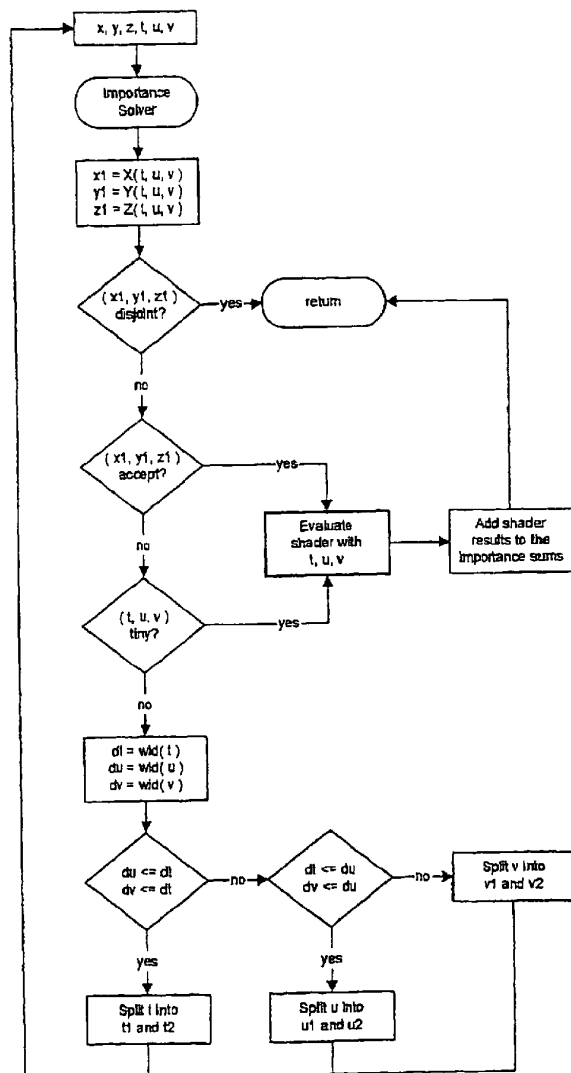 x, y, z, t, u, v
Importance
Solver
x1 = X( t, u, v )
y1 = Y( t, u, v )
z1 = Z( t, u, v )
( x1, y1, z1 )
disjoint?
yes
return
no
( x1, y1, z1 )
accept?
yes
Evaluate
shader with
t, u, v
Add shader
results to the
importance sums
no
( t, u, v )
tiny?
yes
no
dt = wid( t )
du = wid( u )
dv = wid( v )
du <= dt
dv <= dt
no
dt <= du
dv <= du
no
Split v into
v1 and v2
yes
yes
Split t into
t1 and t2
Split u into
u1 and u2